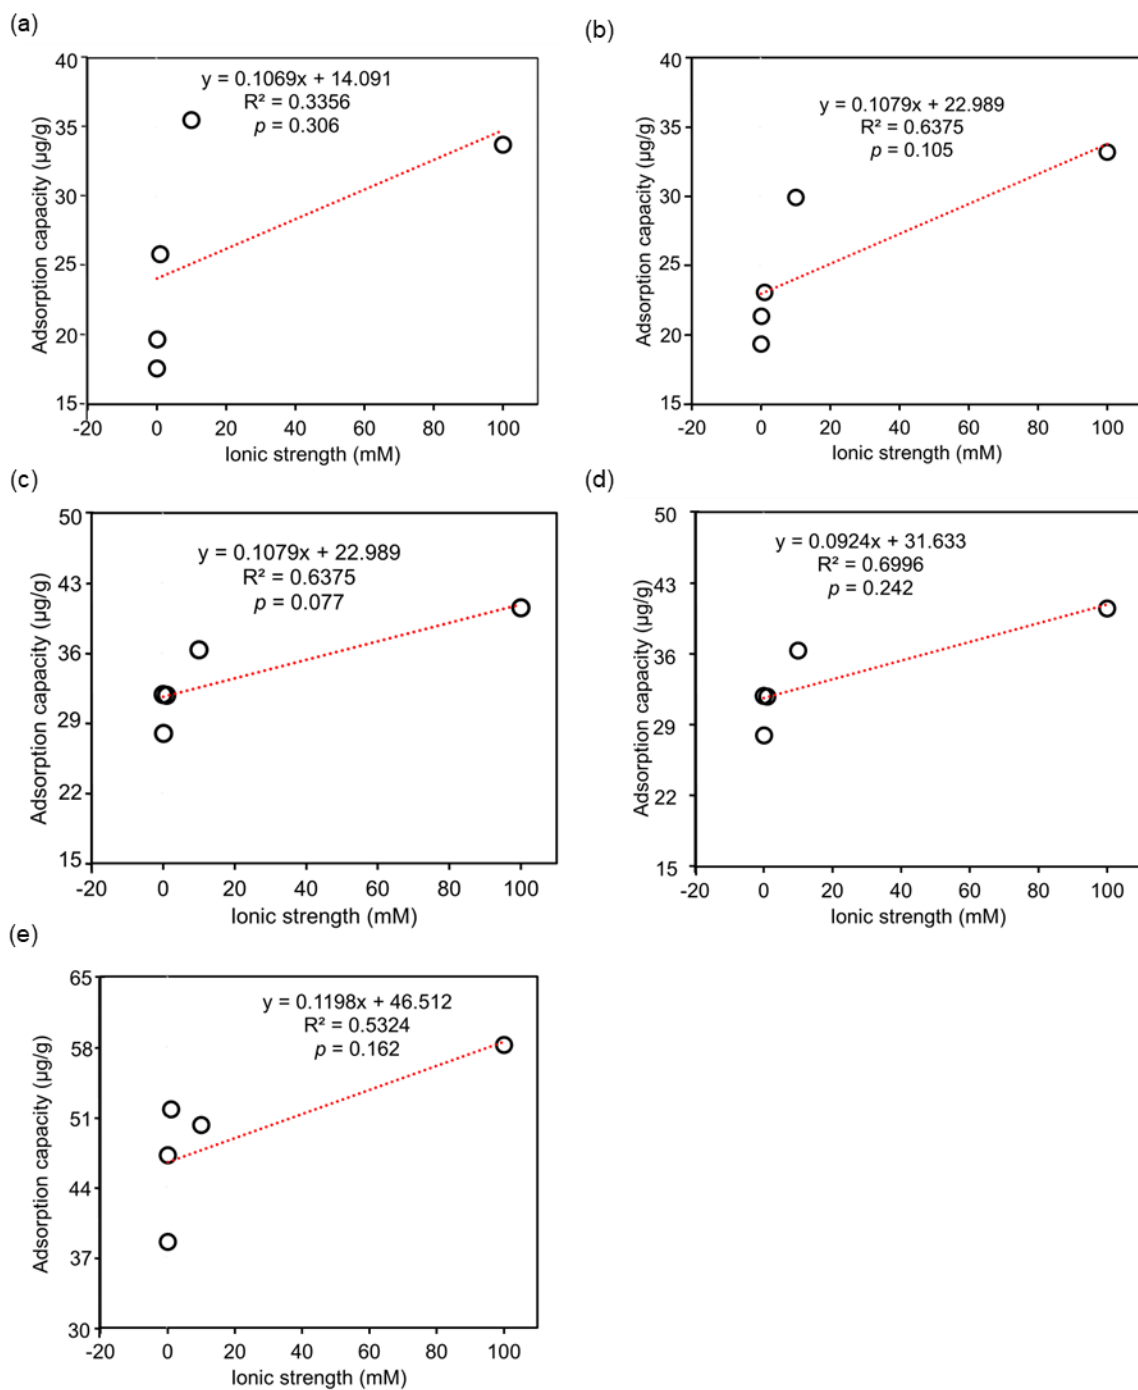 (a)
40
35
30
25
20
15
Adsorption capacity (µg/g)
y = 0.1069x + 14.091
R² = 0.3356
p = 0.306
-20 0 20 40 60 80 100
Ionic strength (mM)
(b)
40
35
30
25
20
15
Adsorption capacity (µg/g)
y = 0.1079x + 22.989
R² = 0.6375
p = 0.105
-20 0 20 40 60 80 100
Ionic strength (mM)
(c)
50
43
36
29
22
15
Adsorption capacity (µg/g)
y = 0.1079x + 22.989
R² = 0.6375
p = 0.077
-20 0 20 40 60 80 100
Ionic strength (mM)
(d)
50
43
36
29
22
15
Adsorption capacity (µg/g)
y = 0.0924x + 31.633
R² = 0.6996
p = 0.242
-20 0 20 40 60 80 100
Ionic strength (mM)
(e)
65
58
51
44
37
30
Adsorption capacity (µg/g)
y = 0.1198x + 46.512
R² = 0.5324
p = 0.162
-20 0 20 40 60 80 100
Ionic strength (mM)